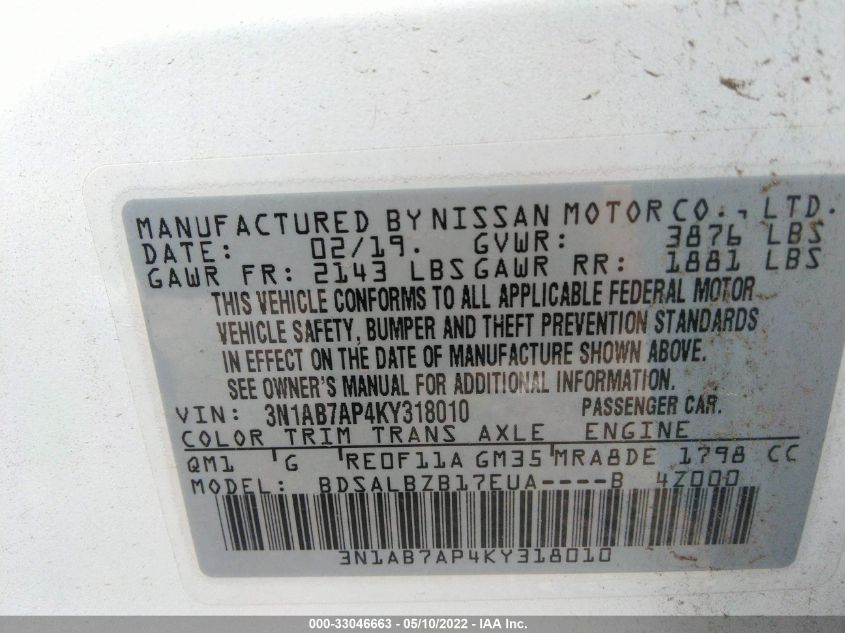 MANUFACTURED BY NISSAN MOTOR CO., LTD.
DATE: 02/19. GVWR: 3876 LBS
GAWR FR: 2143 LBS GAWR RR: 1881 LBS
THIS VEHICLE CONFORMS TO ALL APPLICABLE FEDERAL MOTOR
VEHICLE SAFETY, BUMPER AND THEFT PREVENTION STANDARDS
IN EFFECT ON THE DATE OF MANUFACTURE SHOWN ABOVE.
SEE OWNER'S MANUAL FOR ADDITIONAL INFORMATION.
VIN: 3N1AB7AP4KY318010 PASSENGER CAR.
COLOR TRIM TRANS AXLE ENGINE
QM1 G RE0F11A GM35 MRA8DE 1798 CC
MODEL: BDSALBZB17EUA----B 4Z000
3N1AB7AP4KY318010
000-33046663 - 05/10/2022 - IAA Inc.